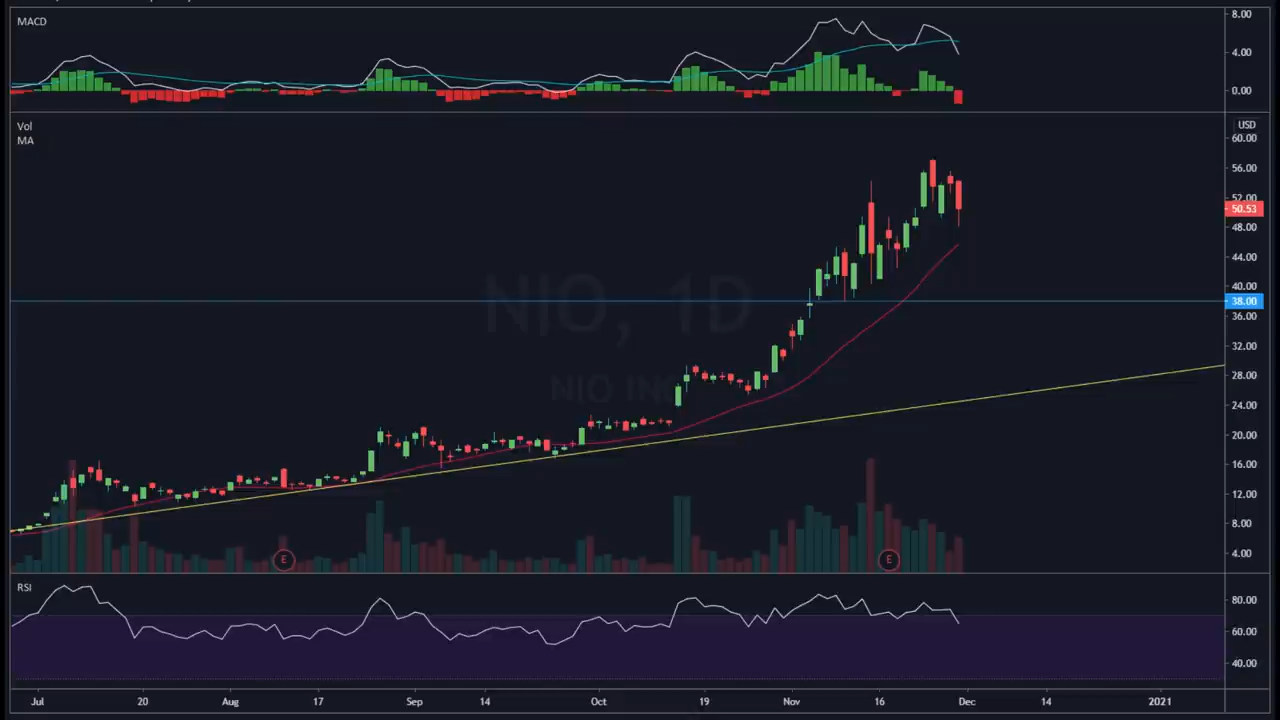 MACD
8.00
4.00
0.00
Vol
MA
USD
60.00
56.00
52.00
50.53
48.00
44.00
40.00
38.00
36.00
32.00
28.00
24.00
20.00
16.00
12.00
8.00
4.00
NIO, 1D
NIO INC
E
E
RSI
80.00
60.00
40.00
Jul 20 Aug 17 Sep 14 Oct 19 Nov 16 Dec 14 2021